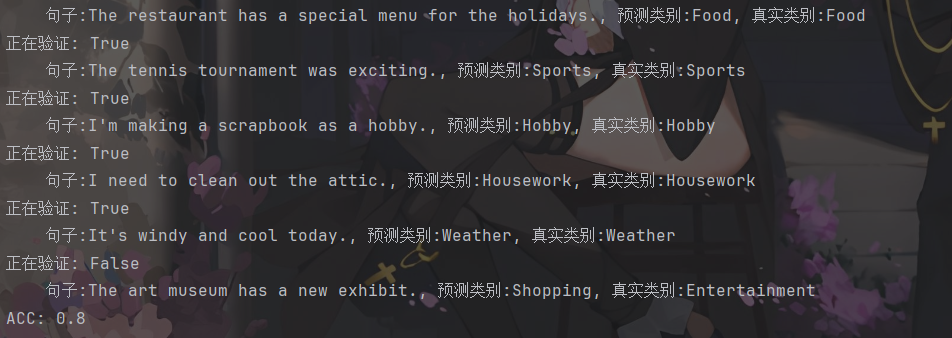 句子:The restaurant has a special menu for the holidays., 预测类别:Food, 真实类别:Food
正在验证: True
句子:The tennis tournament was exciting., 预测类别:Sports, 真实类别:Sports
正在验证: True
句子:I'm making a scrapbook as a hobby., 预测类别:Hobby, 真实类别:Hobby
正在验证: True
句子:I need to clean out the attic., 预测类别:Housework, 真实类别:Housework
正在验证: True
句子:It's windy and cool today., 预测类别:Weather, 真实类别:Weather
正在验证: False
句子:The art museum has a new exhibit., 预测类别:Shopping, 真实类别:Entertainment
ACC: 0.8